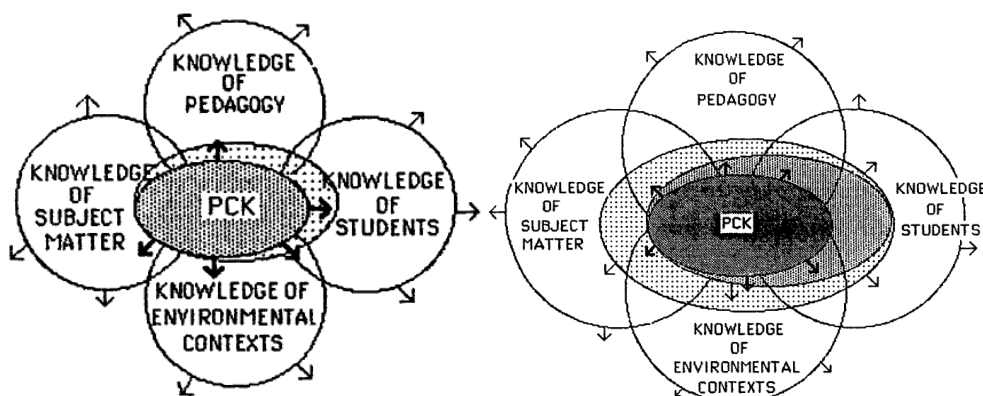 KNOWLEDGE
OF
PEDAGOGY
KNOWLEDGE
OF
SUBJECT
MATTER
PCK
KNOWLEDGE
OF
STUDENTS
KNOWLEDGE OF
ENVIRONMENTAL
CONTEXTS
KNOWLEDGE
OF
PEDAGOGY
KNOWLEDGE
OF
SUBJECT
MATTER
PCK
KNOWLEDGE
OF
STUDENTS
KNOWLEDGE
OF
ENVIRONMENTAL
CONTEXTS